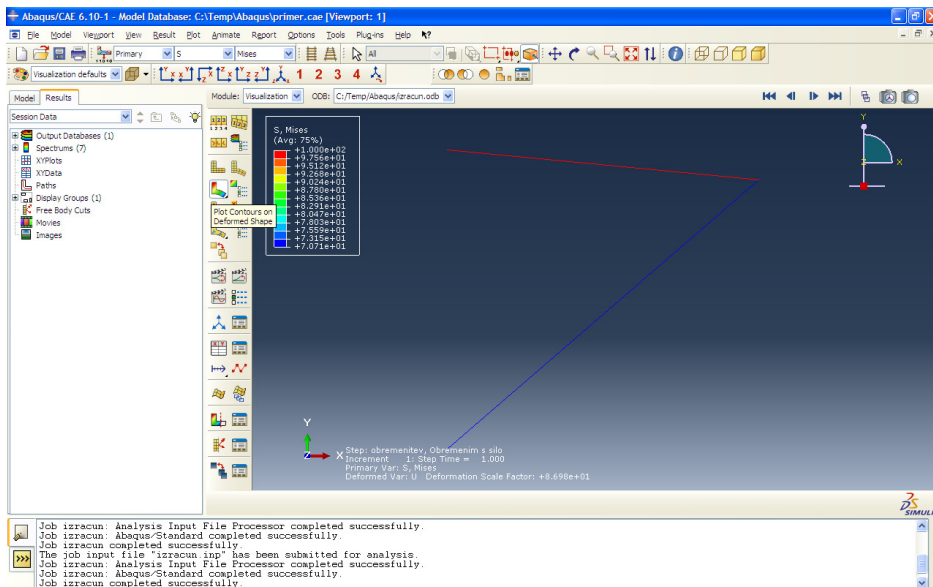 Abaqus/CAE 6.10-1 - Model Database: C:\Temp\Abaqus\primer.cae [Viewport: 1]
File Model Viewport View Result Plot Animate Report Options Tools Plug-ins Help
Primary S Mises All
Visualization defaults 1 2 3 4
Model Results Module: Visualization ODB: C:/Temp/Abaqus/izracun.odb
Session Data
Output Databases (1)
Spectrums (7)
XYPlots
XYData
Paths
Display Groups (1)
Free Body Cuts
Movies
Images
Plot Contours on
Deformed Shape
S, Mises
(Avg: 75%)
+1.000e+02
+9.756e+01
+9.512e+01
+9.268e+01
+9.024e+01
+8.780e+01
+8.536e+01
+8.291e+01
+8.047e+01
+7.803e+01
+7.559e+01
+7.315e+01
+7.071e+01
Y
X
Z
Y
X
Step: obremenitev, Obremenim s silo
Increment 1: Step Time = 1.000
Primary Var: S, Mises
Deformed Var: U Deformation Scale Factor: +8.698e+01
SIMULI
Job izracun: Analysis Input File Processor completed successfully.
Job izracun: Abaqus/Standard completed successfully.
Job izracun completed successfully.
The job input file "izracun.inp" has been submitted for analysis.
Job izracun: Analysis Input File Processor completed successfully.
Job izracun: Abaqus/Standard completed successfully.
Job izracun completed successfully.